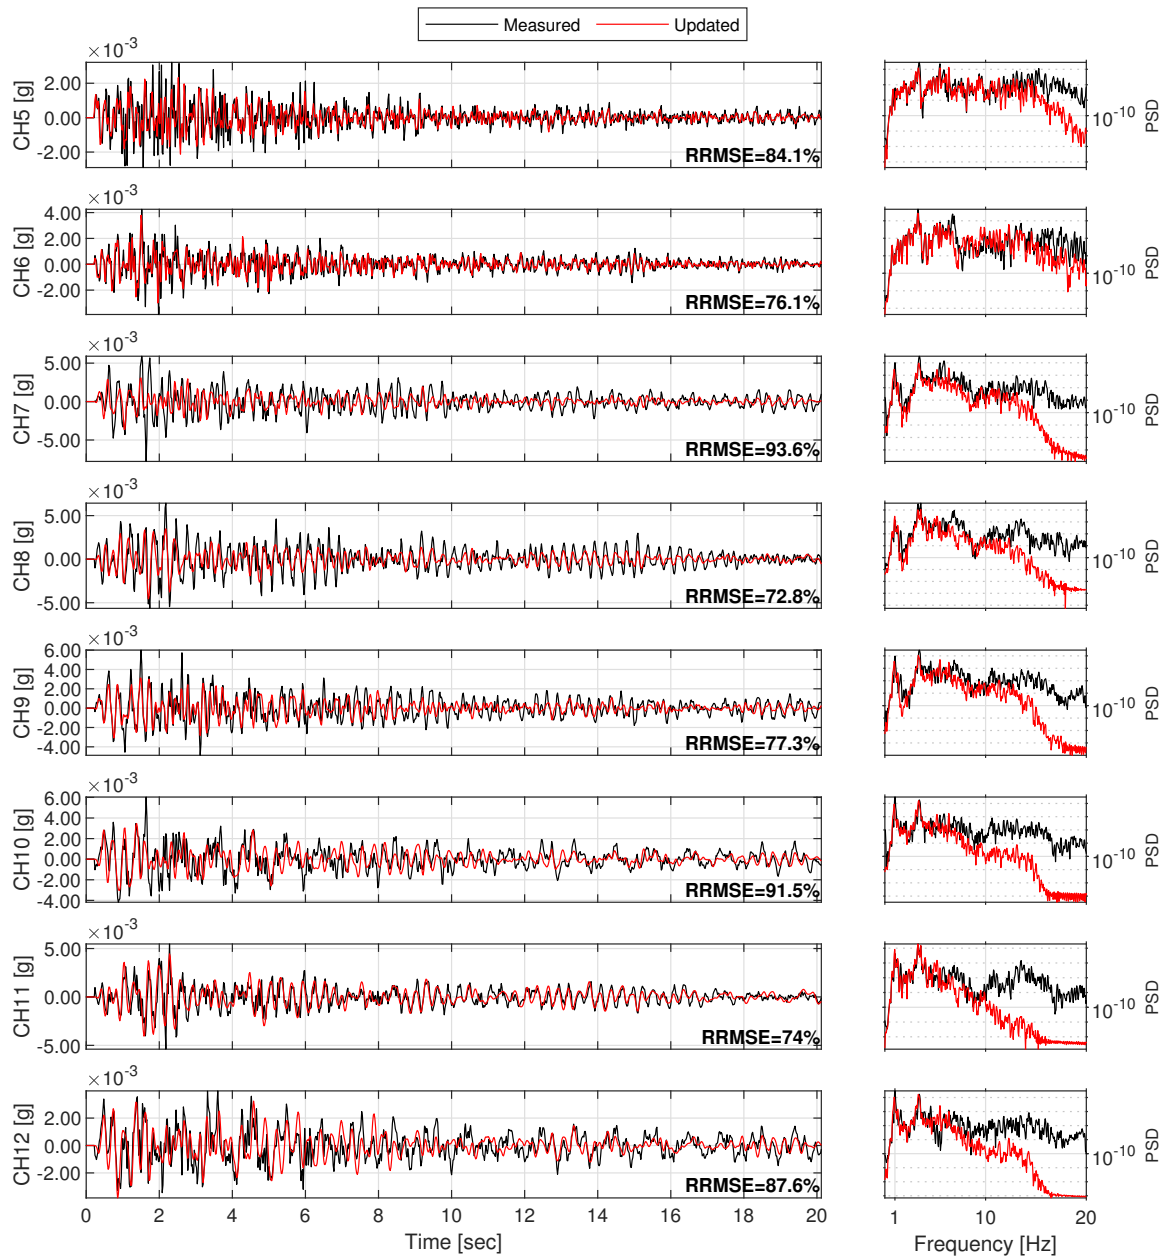 Measured Updated
×10⁻³
CH5 [g]
2.00
0.00
-2.00
RRMSE=84.1%
10⁻¹⁰
PSD
×10⁻³
CH6 [g]
4.00
2.00
0.00
-2.00
RRMSE=76.1%
10⁻¹⁰
PSD
×10⁻³
CH7 [g]
5.00
0.00
-5.00
RRMSE=93.6%
10⁻¹⁰
PSD
×10⁻³
CH8 [g]
5.00
0.00
-5.00
RRMSE=72.8%
10⁻¹⁰
PSD
×10⁻³
CH9 [g]
6.00
4.00
2.00
0.00
-2.00
-4.00
RRMSE=77.3%
10⁻¹⁰
PSD
×10⁻³
CH10 [g]
6.00
4.00
2.00
0.00
-2.00
-4.00
RRMSE=91.5%
10⁻¹⁰
PSD
×10⁻³
CH11 [g]
5.00
0.00
-5.00
RRMSE=74%
10⁻¹⁰
PSD
×10⁻³
CH12 [g]
2.00
0.00
-2.00
RRMSE=87.6%
10⁻¹⁰
PSD
0 2 4 6 8 10 12 14 16 18 20
Time [sec]
1 10 20
Frequency [Hz]